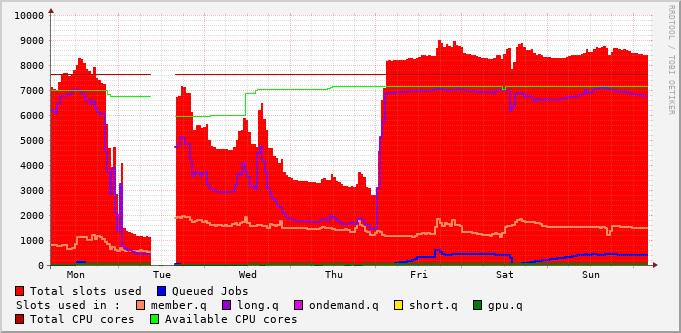 10000
9000
8000
7000
6000
5000
4000
3000
2000
1000
0
Mon Tue Wed Thu Fri Sat Sun
Total slots used Queued Jobs
Slots used in : member.q long.q ondemand.q short.q gpu.q
Total CPU cores Available CPU cores
RRDTOOL / TOBI OETIKER